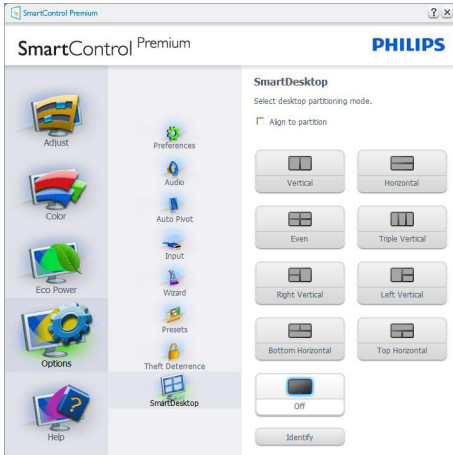 SmartControl Premium
SmartControl Premium
PHILIPS
Adjust
Color
Eco Power
Options
Help
Preferences
Audio
Auto Pivot
Input
Wizard
Presets
Theft Deterrence
SmartDesktop
SmartDesktop
Select desktop partitioning mode.
Align to partition
Vertical
Horizontal
Even
Triple Vertical
Right Vertical
Left Vertical
Bottom Horizontal
Top Horizontal
Off
Identify